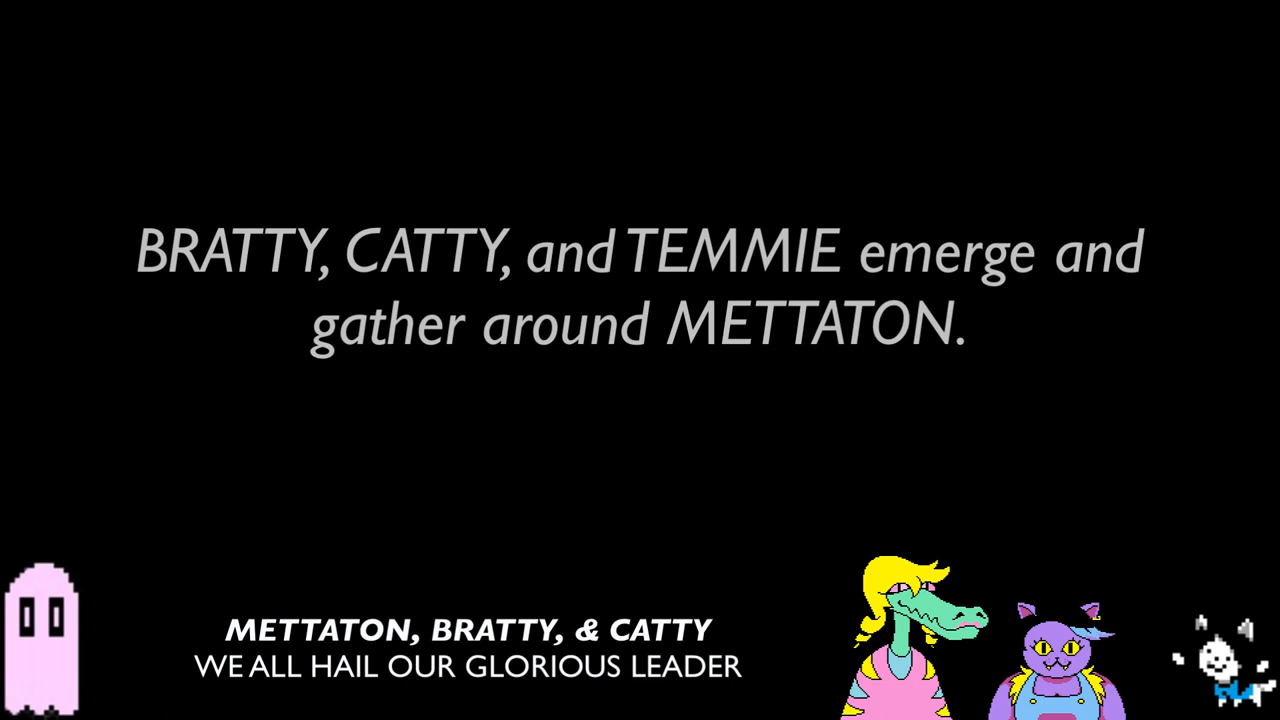 BRATTY, CATTY, and TEMMIE emerge and
gather around METTATON.
METTATON, BRATTY, & CATTY
WE ALL HAIL OUR GLORIOUS LEADER